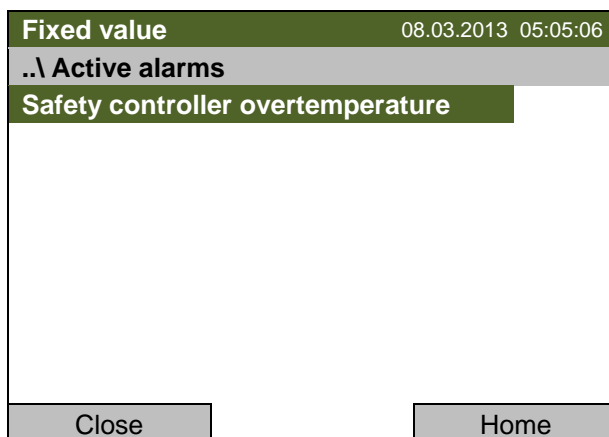 Fixed value 08.03.2013 05:05:06
..\ Active alarms
Safety controller overtemperature
Close Home